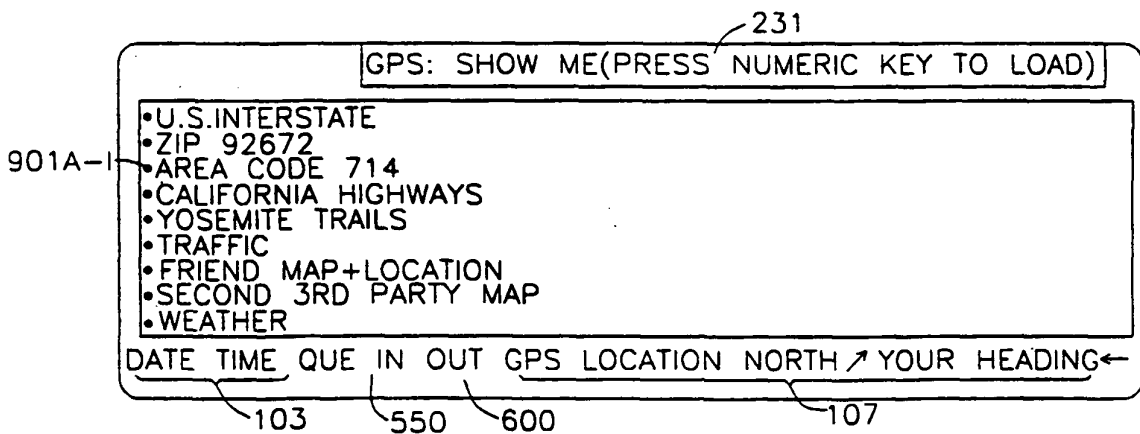 231
GPS: SHOW ME(PRESS NUMERIC KEY TO LOAD)
•U.S.INTERSTATE
•ZIP 92672
901A-I
•AREA CODE 714
•CALIFORNIA HIGHWAYS
•YOSEMITE TRAILS
•TRAFFIC
•FRIEND MAP+LOCATION
•SECOND 3RD PARTY MAP
•WEATHER
DATE TIME QUE IN OUT GPS LOCATION NORTH↗YOUR HEADING←
103 550 600 107